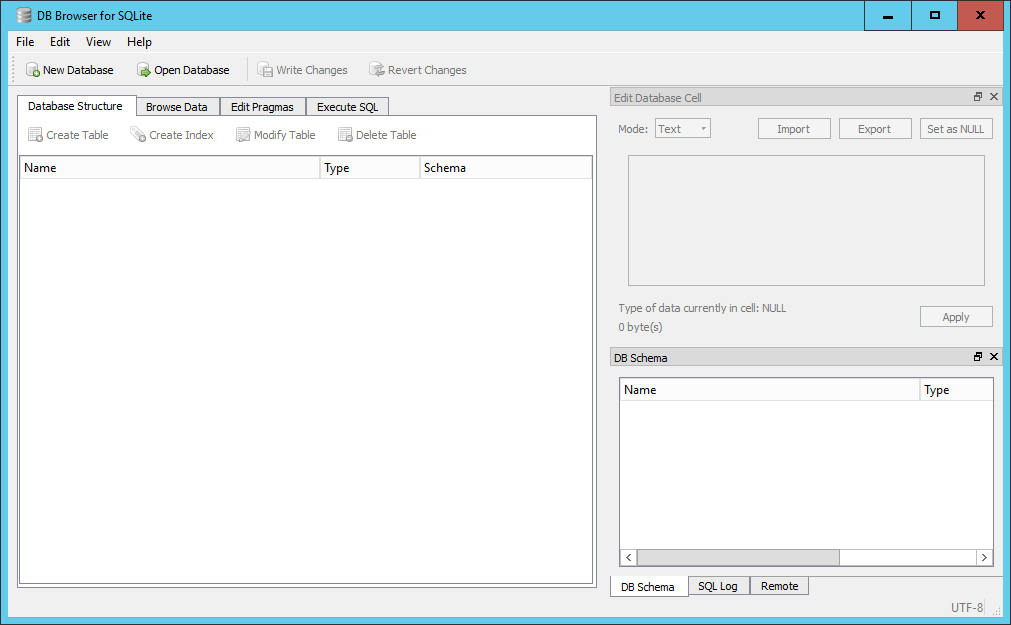 DB Browser for SQLite
File Edit View Help
New Database Open Database Write Changes Revert Changes
Database Structure Browse Data Edit Pragmas Execute SQL
Create Table Create Index Modify Table Delete Table
Name Type Schema
Edit Database Cell
Mode: Text Import Export Set as NULL
Type of data currently in cell: NULL
0 byte(s)
Apply
DB Schema
Name Type
DB Schema SQL Log Remote
UTF-8